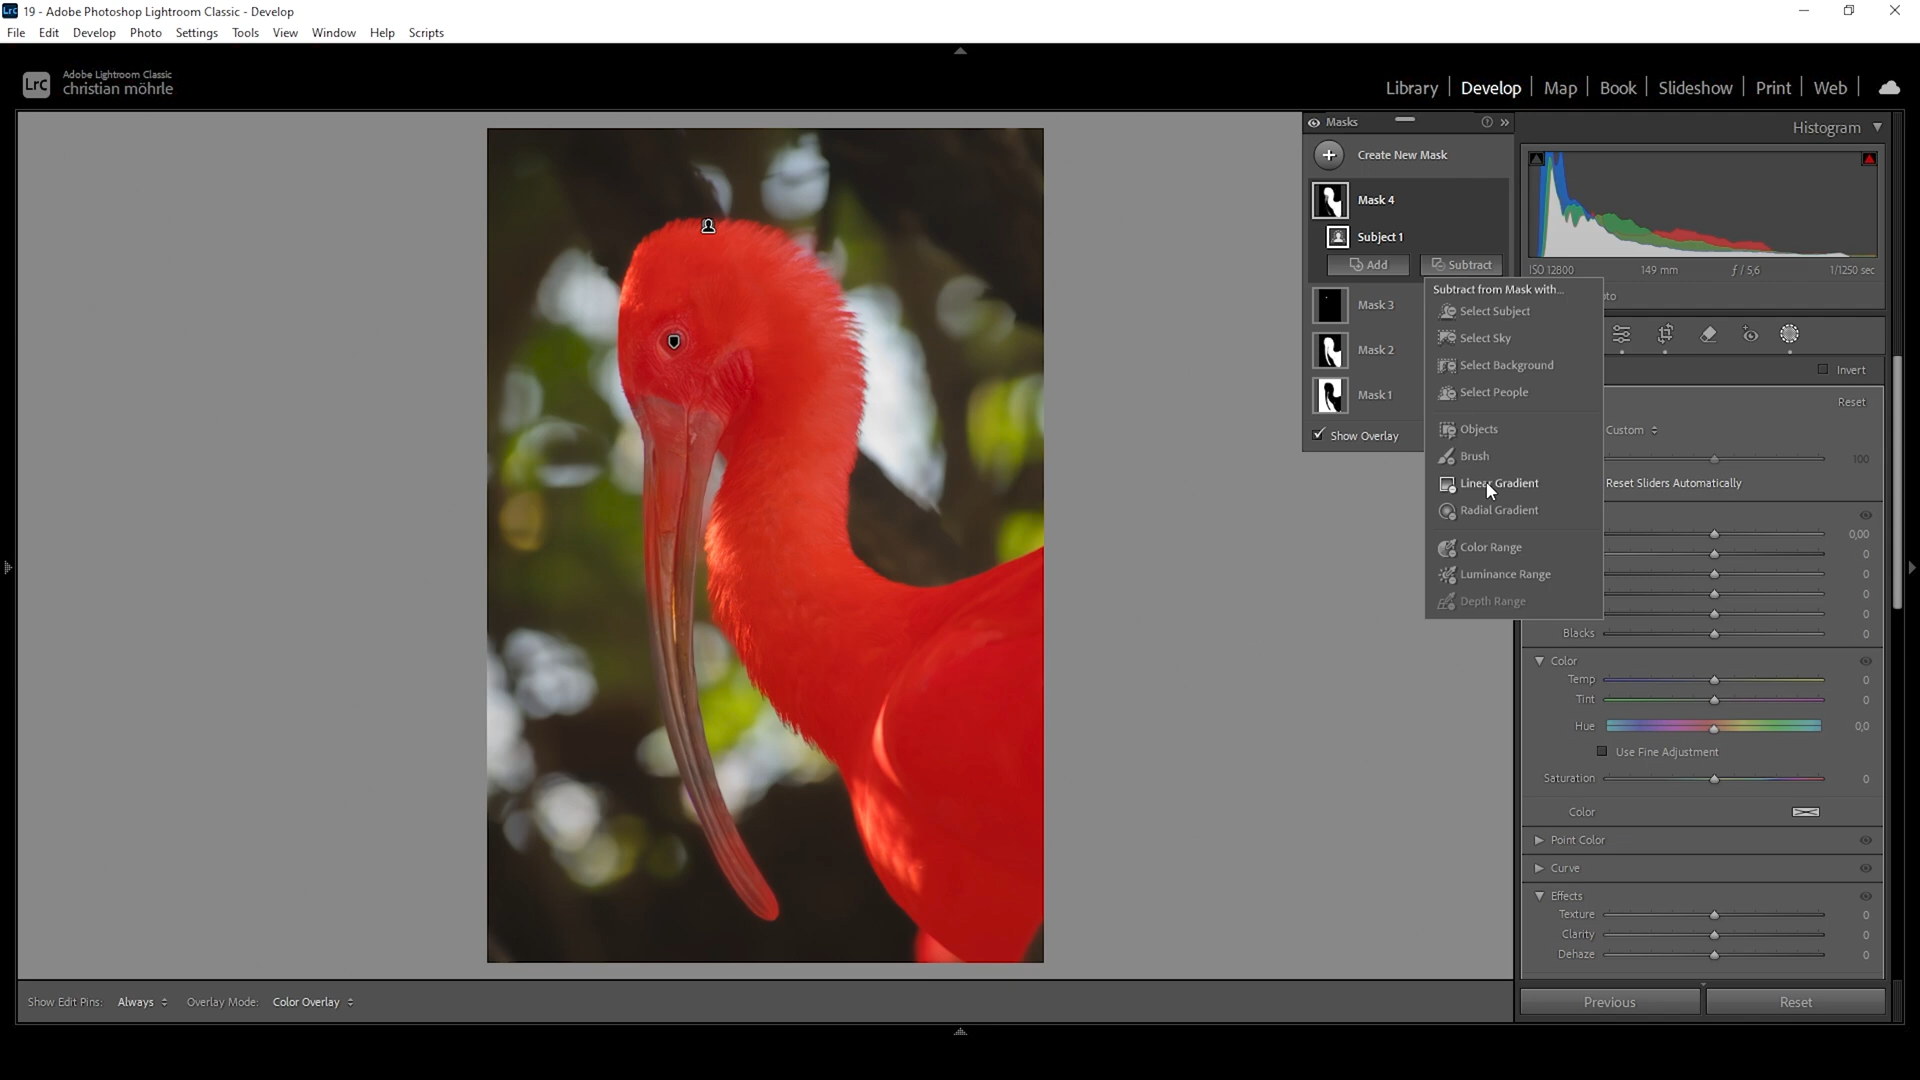 19 - Adobe Photoshop Lightroom Classic - Develop
File Edit Develop Photo Settings Tools View Window Help Scripts
LrC
Adobe Lightroom Classic
christian möhrle
Library Develop Map Book Slideshow Print Web
Masks
Create New Mask
Mask 4
Subject 1
Add Subtract
Mask 3
Mask 2
Mask 1
Show Overlay
Subtract from Mask with...
Select Subject
Select Sky
Select Background
Select People
Objects
Brush
Linear Gradient
Radial Gradient
Color Range
Luminance Range
Depth Range
Histogram
ISO 12800 149 mm ƒ / 5,6 1/1250 sec
Invert
Reset
Custom
100
Reset Sliders Automatically
0,00
0
0
0
0
Blacks 0
Color
Temp 0
Tint 0
Hue 0,0
Use Fine Adjustment
Saturation 0
Color
Point Color
Curve
Effects
Texture 0
Clarity 0
Dehaze 0
Previous Reset
Show Edit Pins: Always Overlay Mode: Color Overlay